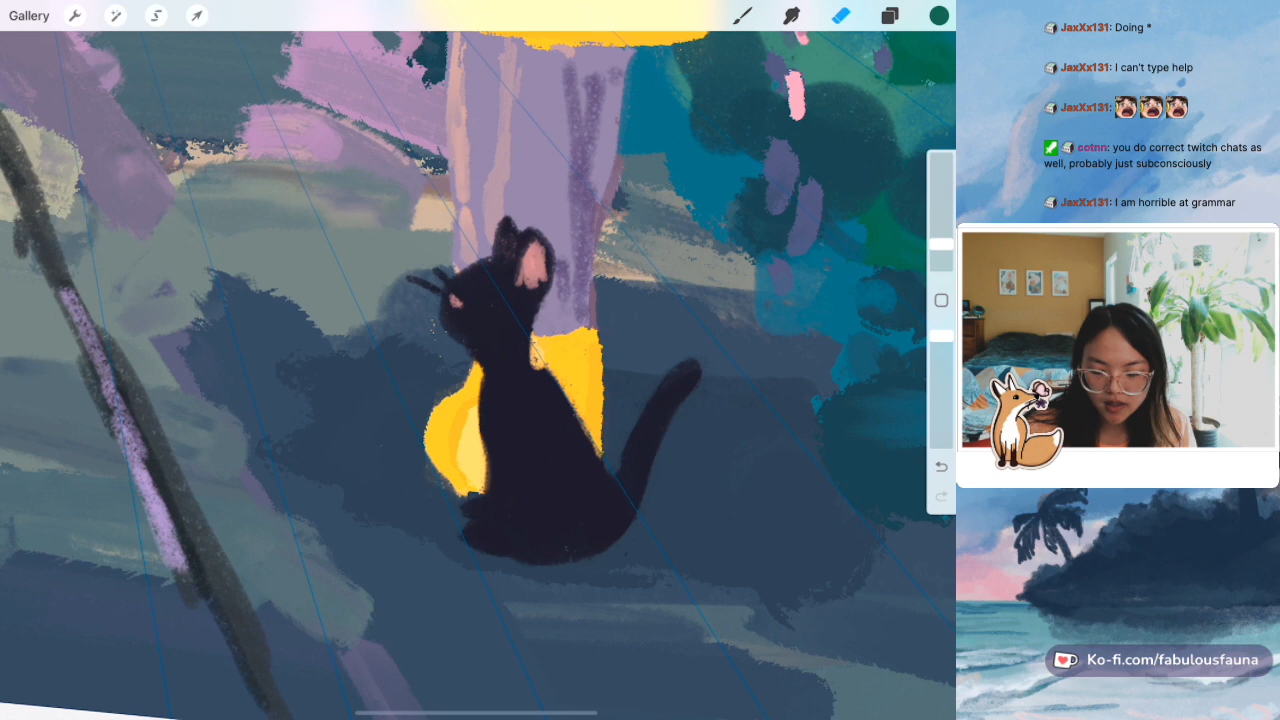 Gallery
JaxXx131: Doing *
JaxXx131: I can't type help
JaxXx131:
cotnn: you do correct twitch chats as
well, probably just subconsciously
JaxXx131: I am horrible at grammar
Ko-fi.com/fabulousfauna